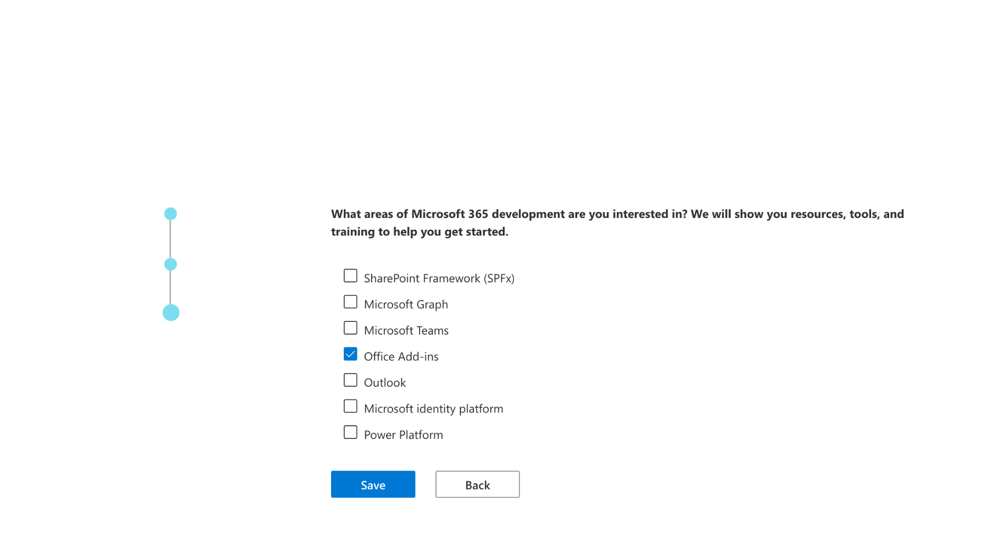 What areas of Microsoft 365 development are you interested in? We will show you resources, tools, and
training to help you get started.
SharePoint Framework (SPFx)
Microsoft Graph
Microsoft Teams
Office Add-ins
Outlook
Microsoft identity platform
Power Platform
Save
Back